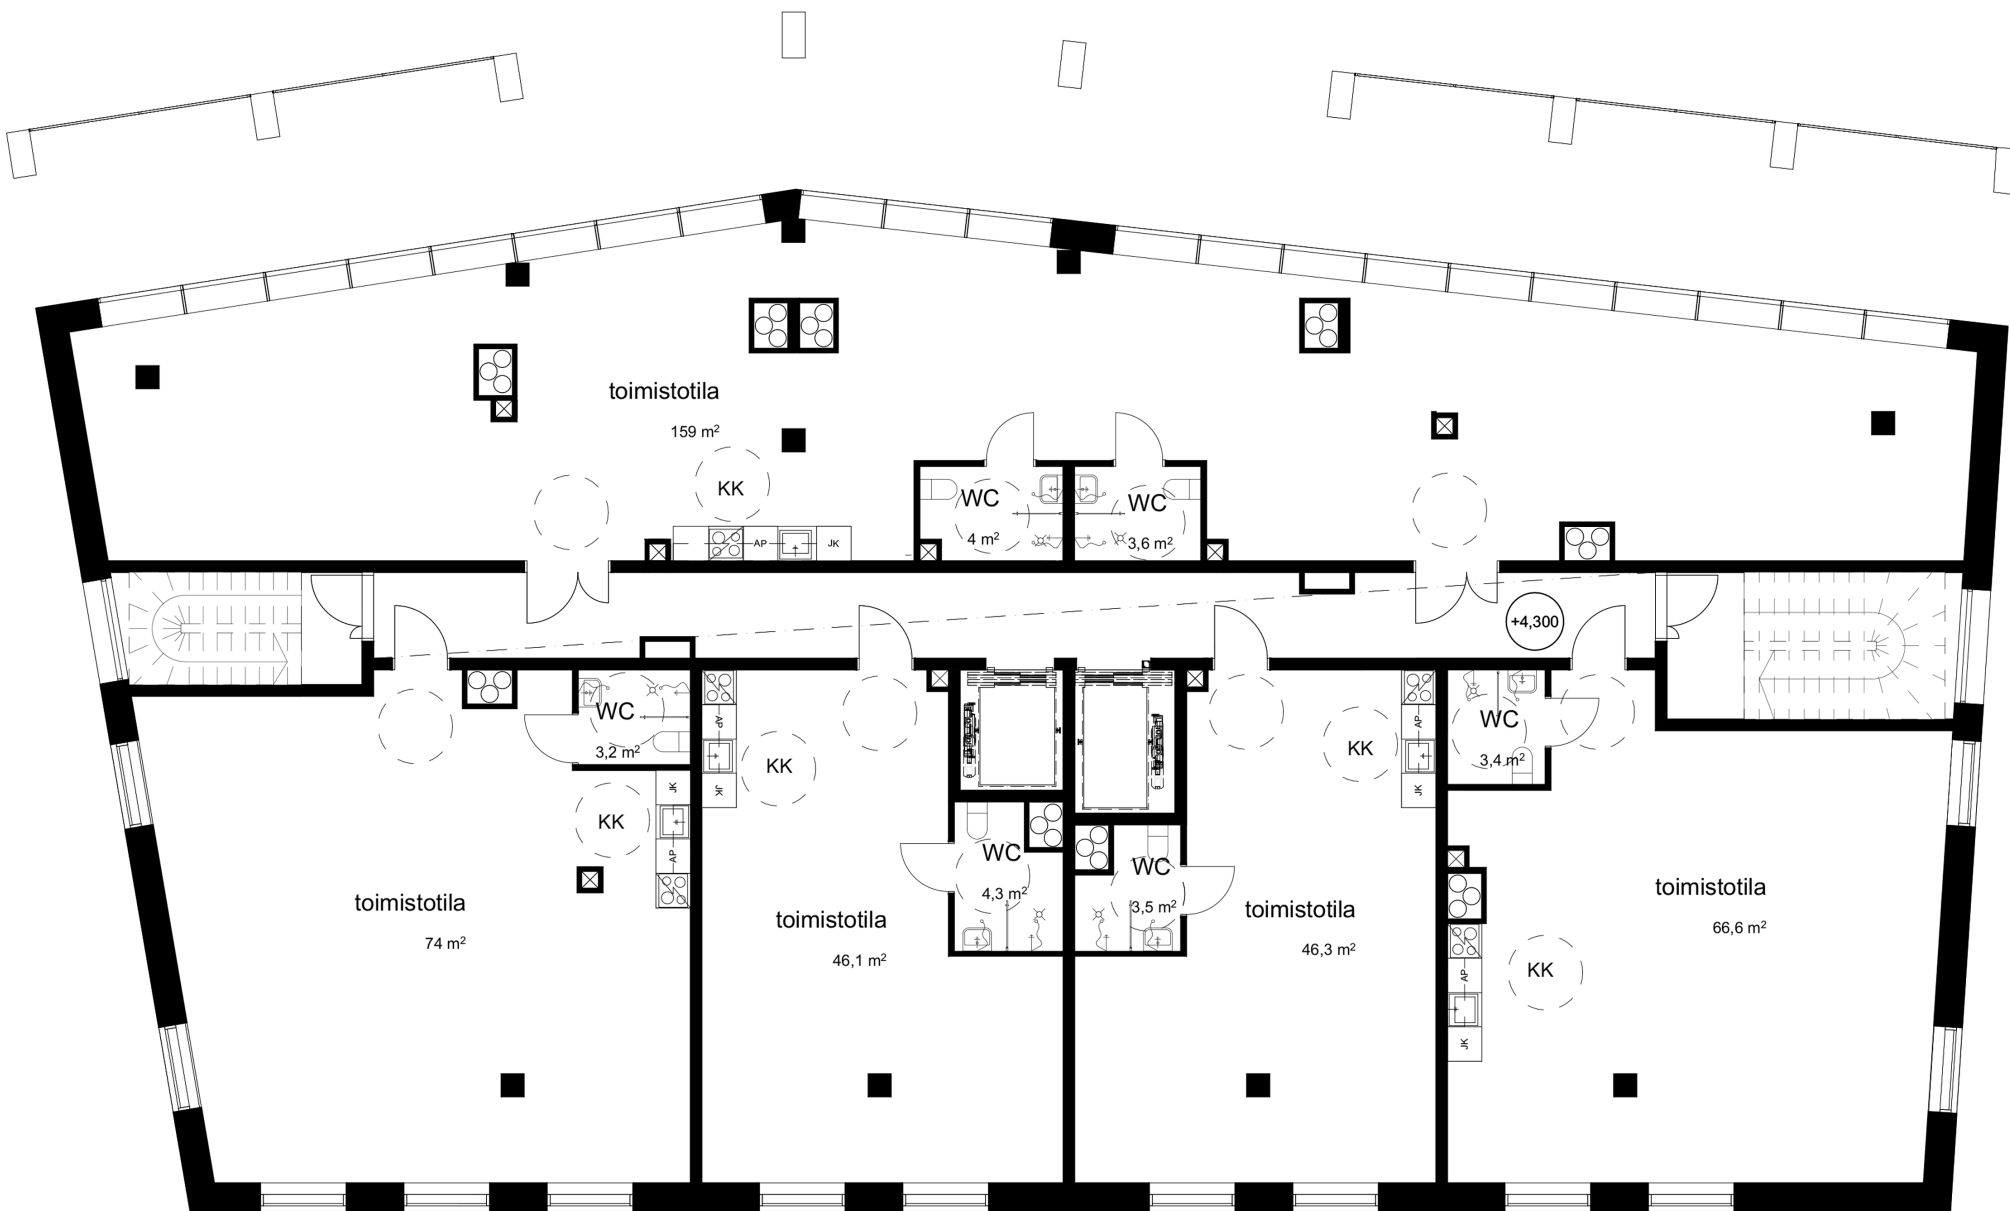 toimistotila
159 m²
KK
AP
JK
WC
4 m²
WC
3,6 m²
+4,300
WC
3,2 m²
KK
JK
AP
toimistotila
74 m²
AP
JK
KK
toimistotila
46,1 m²
WC
4,3 m²
WC
3,5 m²
KK
AP
JK
toimistotila
46,3 m²
WC
3,4 m²
toimistotila
66,6 m²
KK
AP
JK